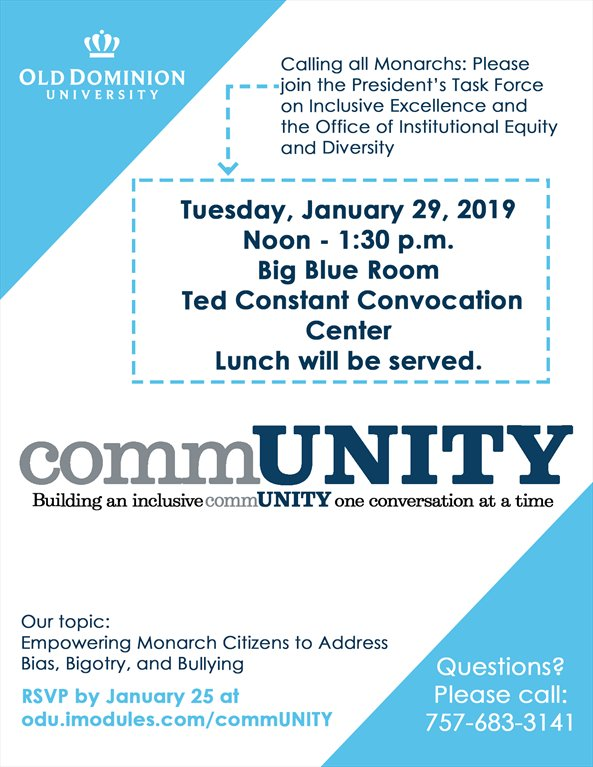 OLD DOMINION
UNIVERSITY
Calling all Monarchs: Please
join the President's Task Force
on Inclusive Excellence and
the Office of Institutional Equity
and Diversity
Tuesday, January 29, 2019
Noon - 1:30 p.m.
Big Blue Room
Ted Constant Convocation
Center
Lunch will be served.
commUNITY
Building an inclusive commUNITY one conversation at a time
Our topic:
Empowering Monarch Citizens to Address
Bias, Bigotry, and Bullying
RSVP by January 25 at
odu.imodules.com/commUNITY
Questions?
Please call:
757-683-3141